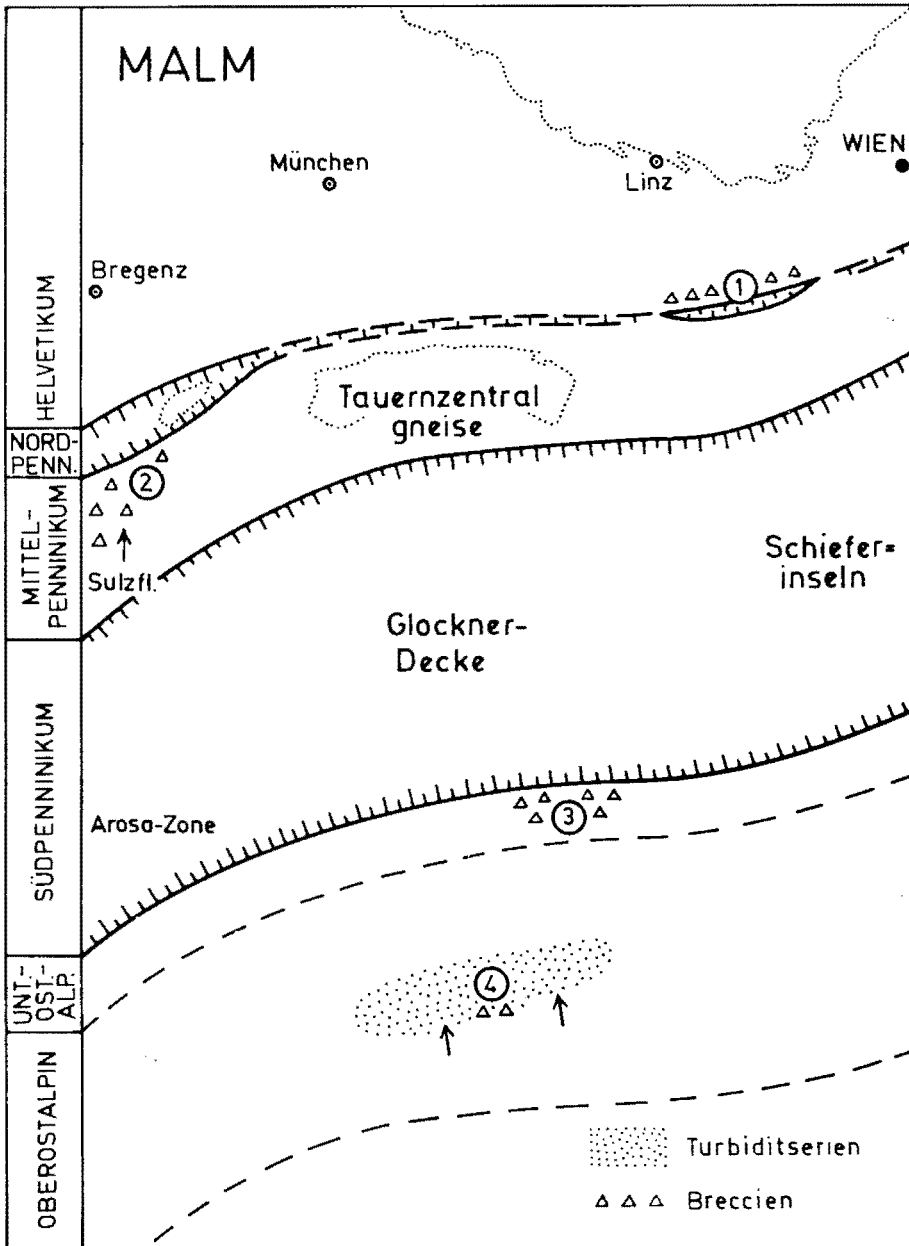 MALM
München
Linz
WIEN
Bregenz
1
HELVETIKUM
Tauernzentral
gneise
NORD-
PENN.
2
MITTEL-
PENNINIKUM
Sulzfl.
Schiefer=
inseln
Glockner-
Decke
SÜDPENNINIKUM
Arosa-Zone
3
UNT.-
OST-
ALP.
4
OBEROSTALPIN
Turbiditserien
Breccien